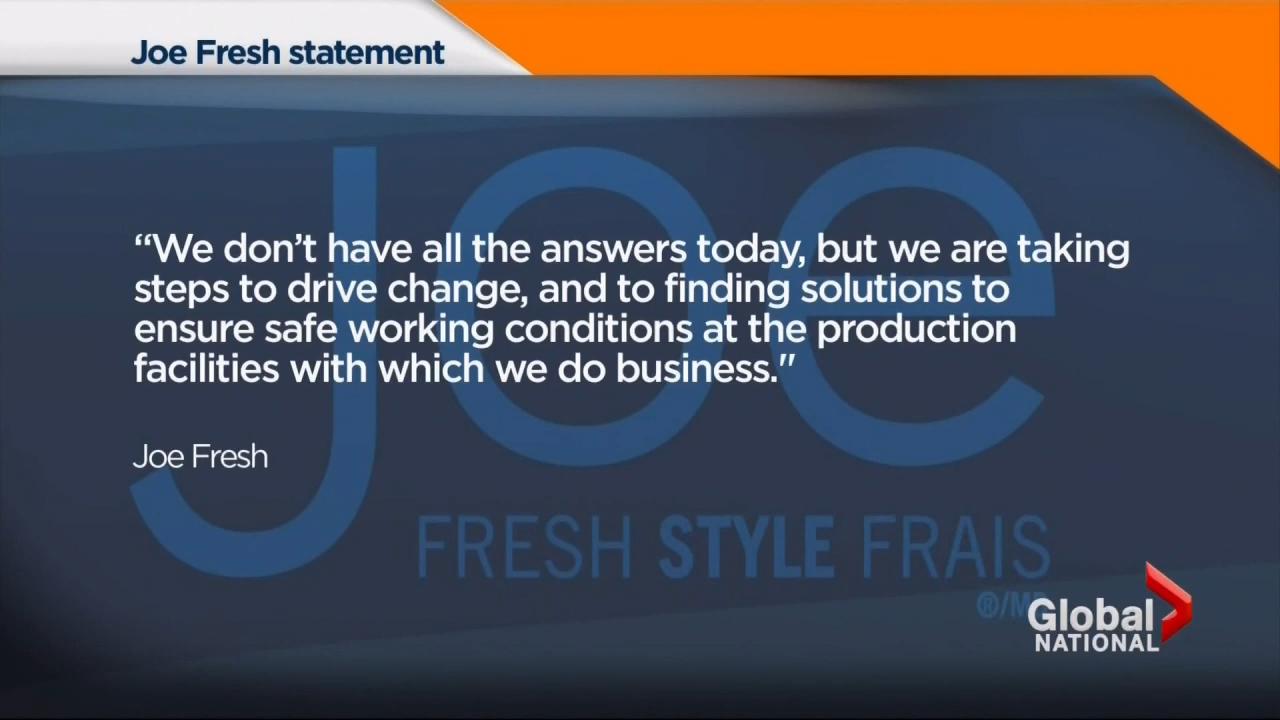 Joe Fresh statement
“We don’t have all the answers today, but we are taking
steps to drive change, and to finding solutions to
ensure safe working conditions at the production
facilities with which we do business."
Joe Fresh
Joe
FRESH STYLE FRAIS
Global
NATIONAL